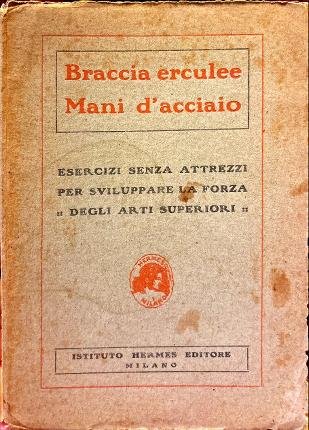 Braccia erculee
Mani d'acciaio
ESERCIZI SENZA ATTREZZI
PER SVILUPPARE LA FORZA
:: DEGLI ARTI SUPERIORI ::
HERMES
MILANO
ISTITUTO HERMES EDITORE
MILANO